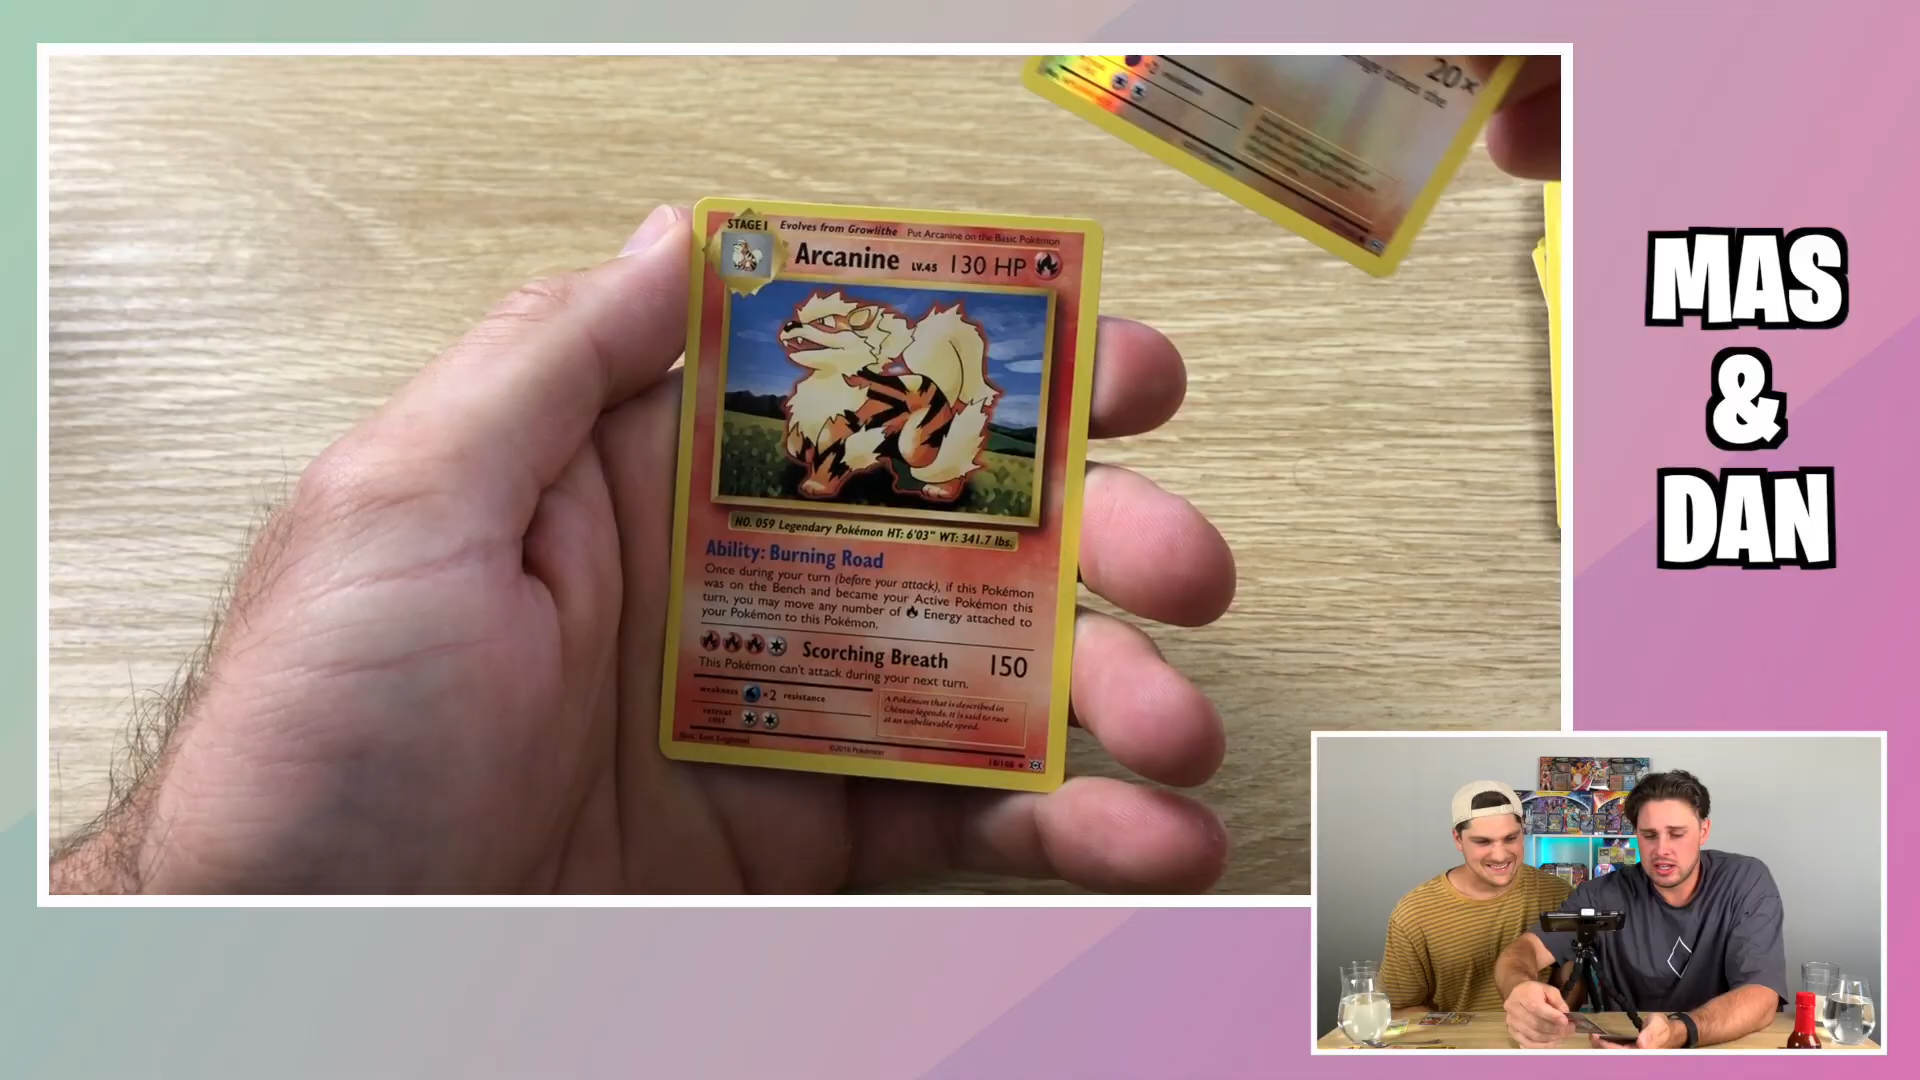 20x
STAGE 1 Evolves from Growlithe Put Arcanine on the Basic Pokémon
Arcanine LV.45 130 HP
NO. 059 Legendary Pokémon HT: 6'03" WT: 341.7 lbs.
Ability: Burning Road
Once during your turn (before your attack), if this Pokémon
was on the Bench and became your Active Pokémon this
turn, you may move any number of Energy attached to
your Pokémon to this Pokémon.
Scorching Breath 150
This Pokémon can't attack during your next turn.
weakness ×2 resistance
retreat
cost
A Pokémon that is described in
Chinese legends. It is said to race
at an unbelievable speed.
©2016 Pokémon
18/108
MAS
&
DAN